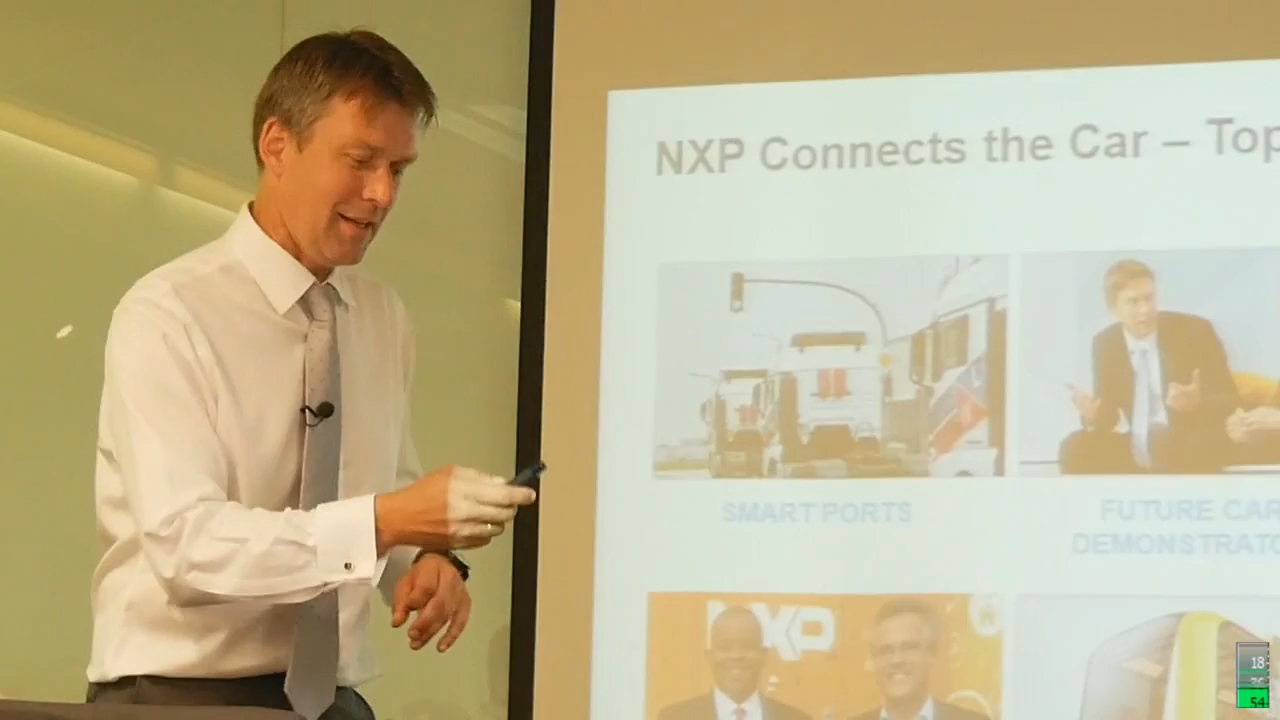 NXP Connects the Car – Top
SMART PORTS
FUTURE CAR
DEMONSTRATO
NXP
18
54